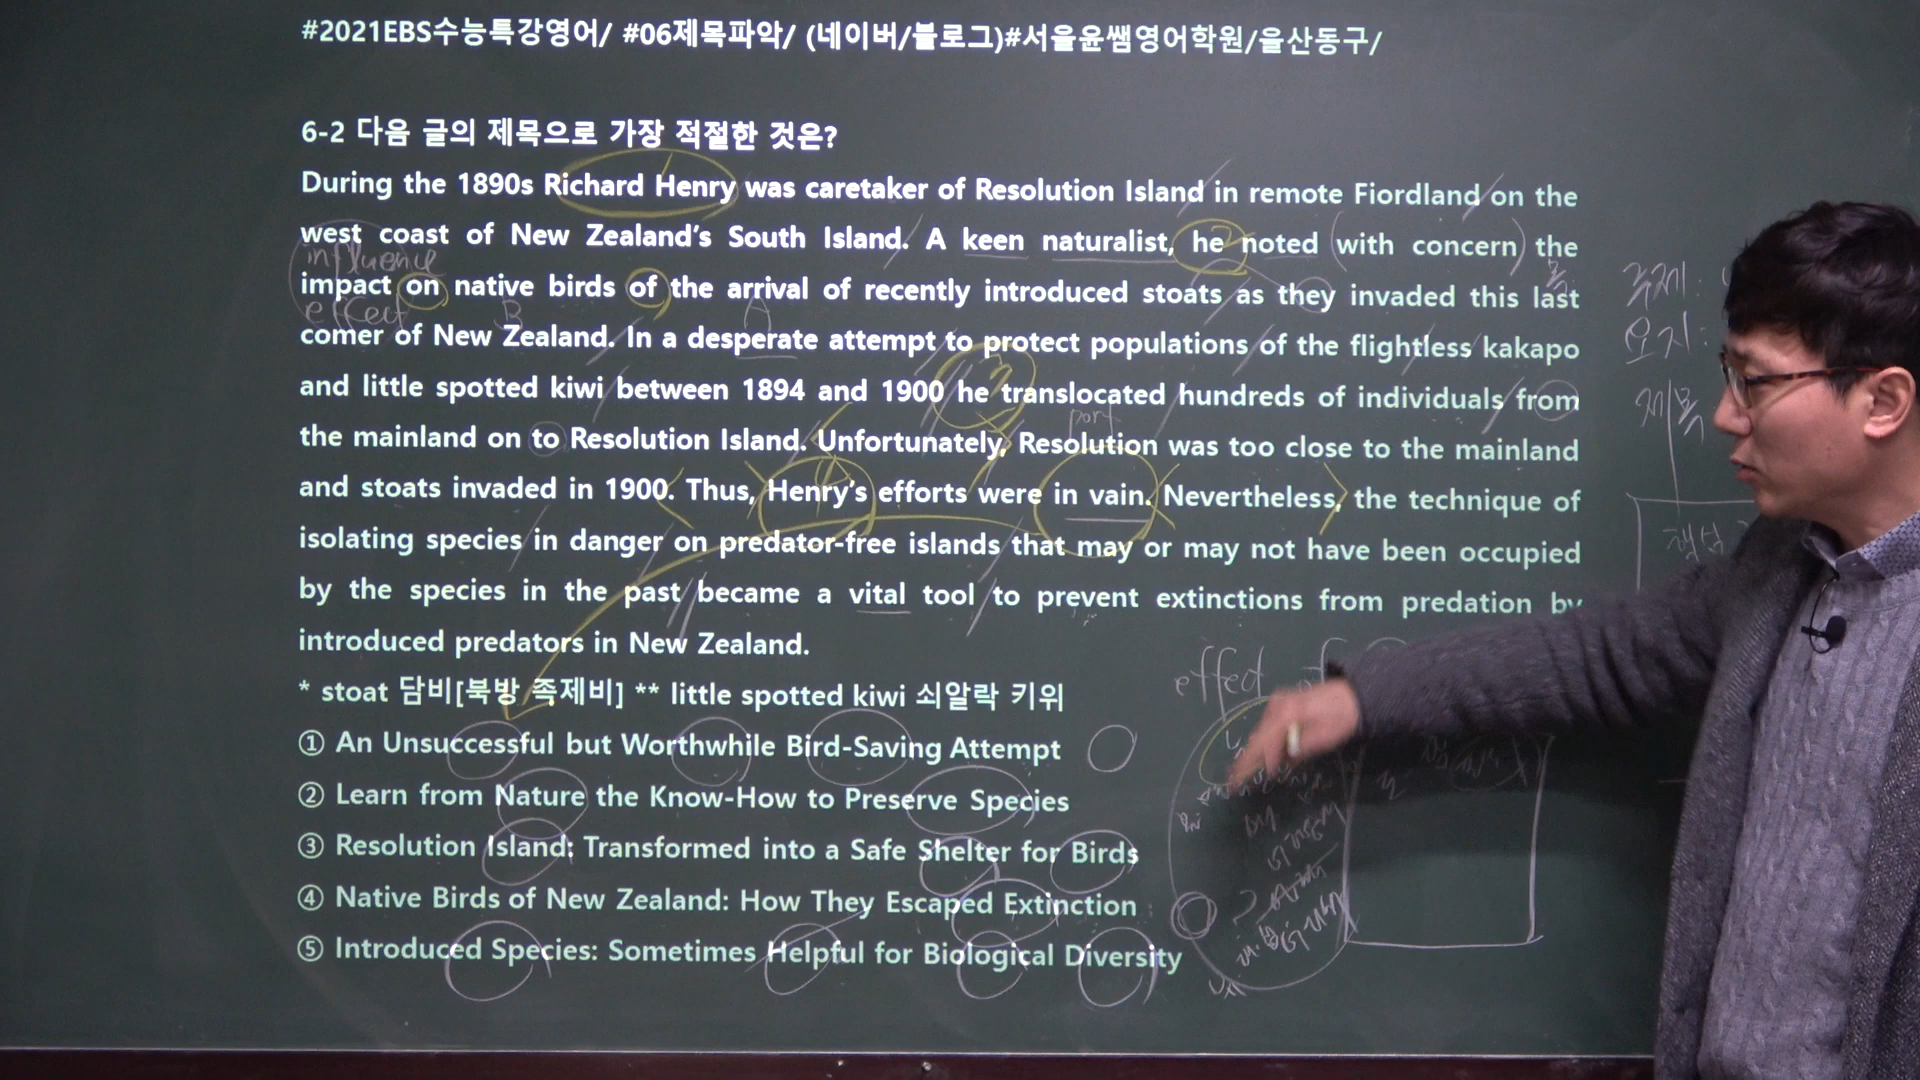 #2021EBS수능특강영어/ #06제목파악/ (네이버/블로그)#서울윤쌤영어학원/울산동구/
6-2 다음 글의 제목으로 가장 적절한 것은?
During the 1890s Richard Henry was caretaker of Resolution Island in remote Fiordland on the
west coast of New Zealand's South Island. A keen naturalist, he noted with concern the
influence
impact on native birds of the arrival of recently introduced stoats as they invaded this last
effect B A
comer of New Zealand. In a desperate attempt to protect populations of the flightless kakapo
and little spotted kiwi between 1894 and 1900 he translocated hundreds of individuals from
port
the mainland on to Resolution Island. Unfortunately, Resolution was too close to the mainland
and stoats invaded in 1900. Thus, Henry's efforts were in vain. Nevertheless, the technique of
isolating species in danger on predator-free islands that may or may not have been occupied
by the species in the past became a vital tool to prevent extinctions from predation by
introduced predators in New Zealand.
* stoat 담비[북방 족제비] ** little spotted kiwi 쇠알락 키위
① An Unsuccessful but Worthwhile Bird-Saving Attempt
② Learn from Nature the Know-How to Preserve Species
③ Resolution Island: Transformed into a Safe Shelter for Birds
④ Native Birds of New Zealand: How They Escaped Extinction
⑤ Introduced Species: Sometimes Helpful for Biological Diversity
주제:
요지:
제목
핵심
effect of